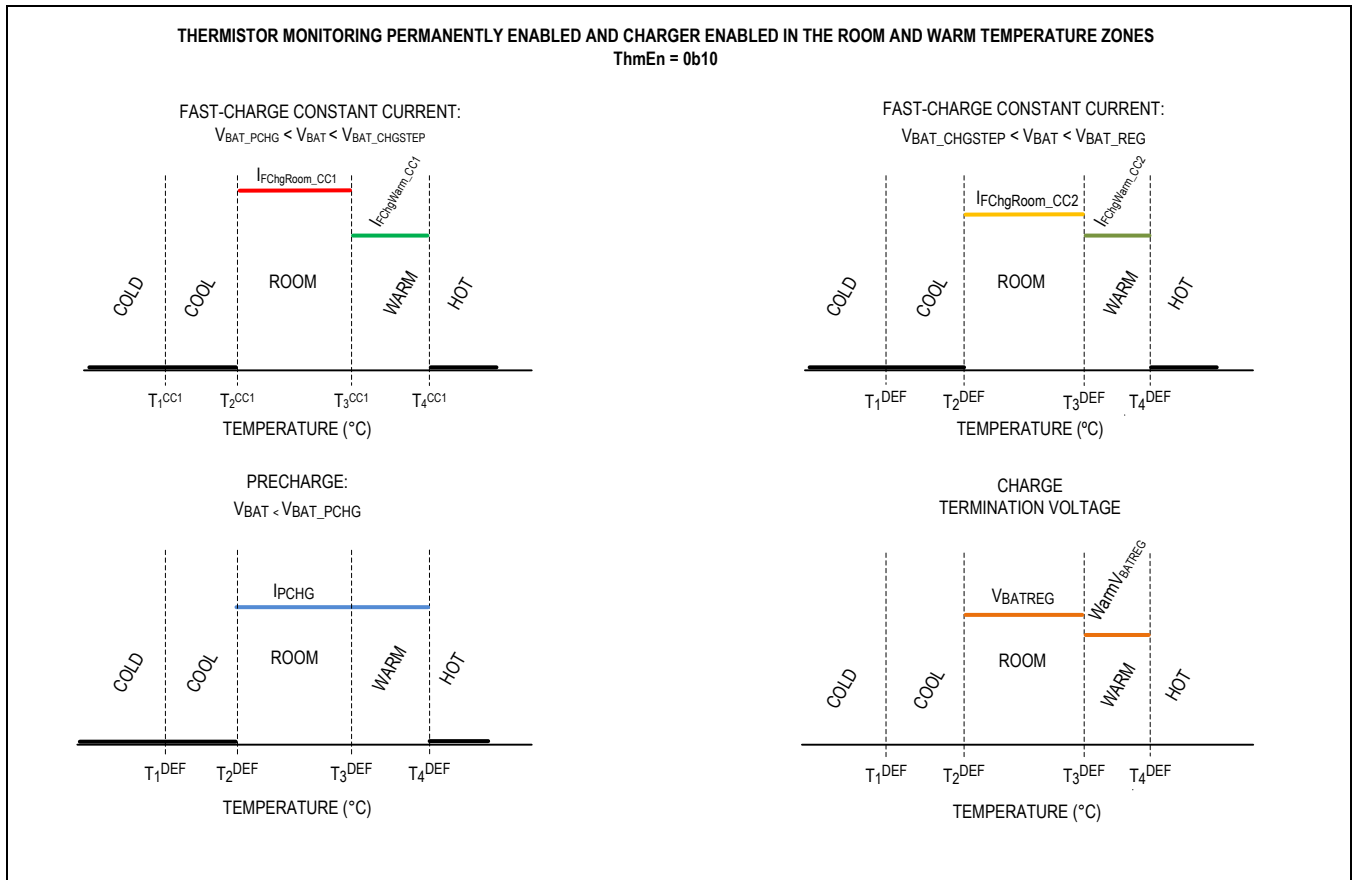 THERMISTOR MONITORING PERMANENTLY ENABLED AND CHARGER ENABLED IN THE ROOM AND WARM TEMPERATURE ZONES
ThmEn = 0b10
FAST-CHARGE CONSTANT CURRENT:
VBAT_PCHG < VBAT < VBAT_CHGSTEP
IFChgRoom_CC1
IFChgWarm_CC1
COLD
COOL
ROOM
WARM
HOT
T1CC1 T2CC1 T3CC1 T4CC1
TEMPERATURE (°C)
FAST-CHARGE CONSTANT CURRENT:
VBAT_CHGSTEP < VBAT < VBAT_REG
IFChgRoom_CC2
IFChgWarm_CC2
COLD
COOL
ROOM
WARM
HOT
T1DEF T2DEF T3DEF T4DEF
TEMPERATURE (ºC)
PRECHARGE:
VBAT < VBAT_PCHG
IPCHG
COLD
COOL
ROOM
WARM
HOT
T1DEF T2DEF T3DEF T4DEF
TEMPERATURE (°C)
CHARGE
TERMINATION VOLTAGE
VBATREG
WarmVBATREG
COLD
COOL
ROOM
WARM
HOT
T1DEF T2DEF T3DEF T4DEF
TEMPERATURE (°C)